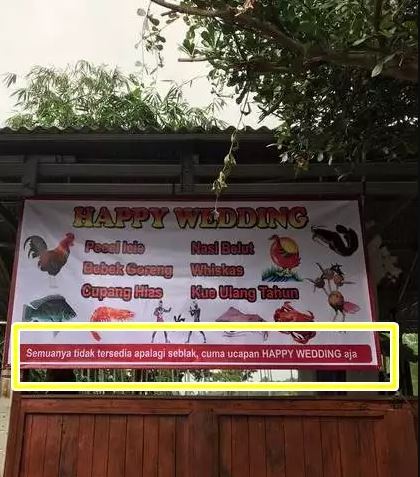 HAPPY WEDDING
Pecel lele
Nasi Belut
Bebek Goreng
Whiskas
Cupang Hias
Kue Ulang Tahun
Semuanya tidak tersedia apalagi seblak, cuma ucapan HAPPY WEDDING aja